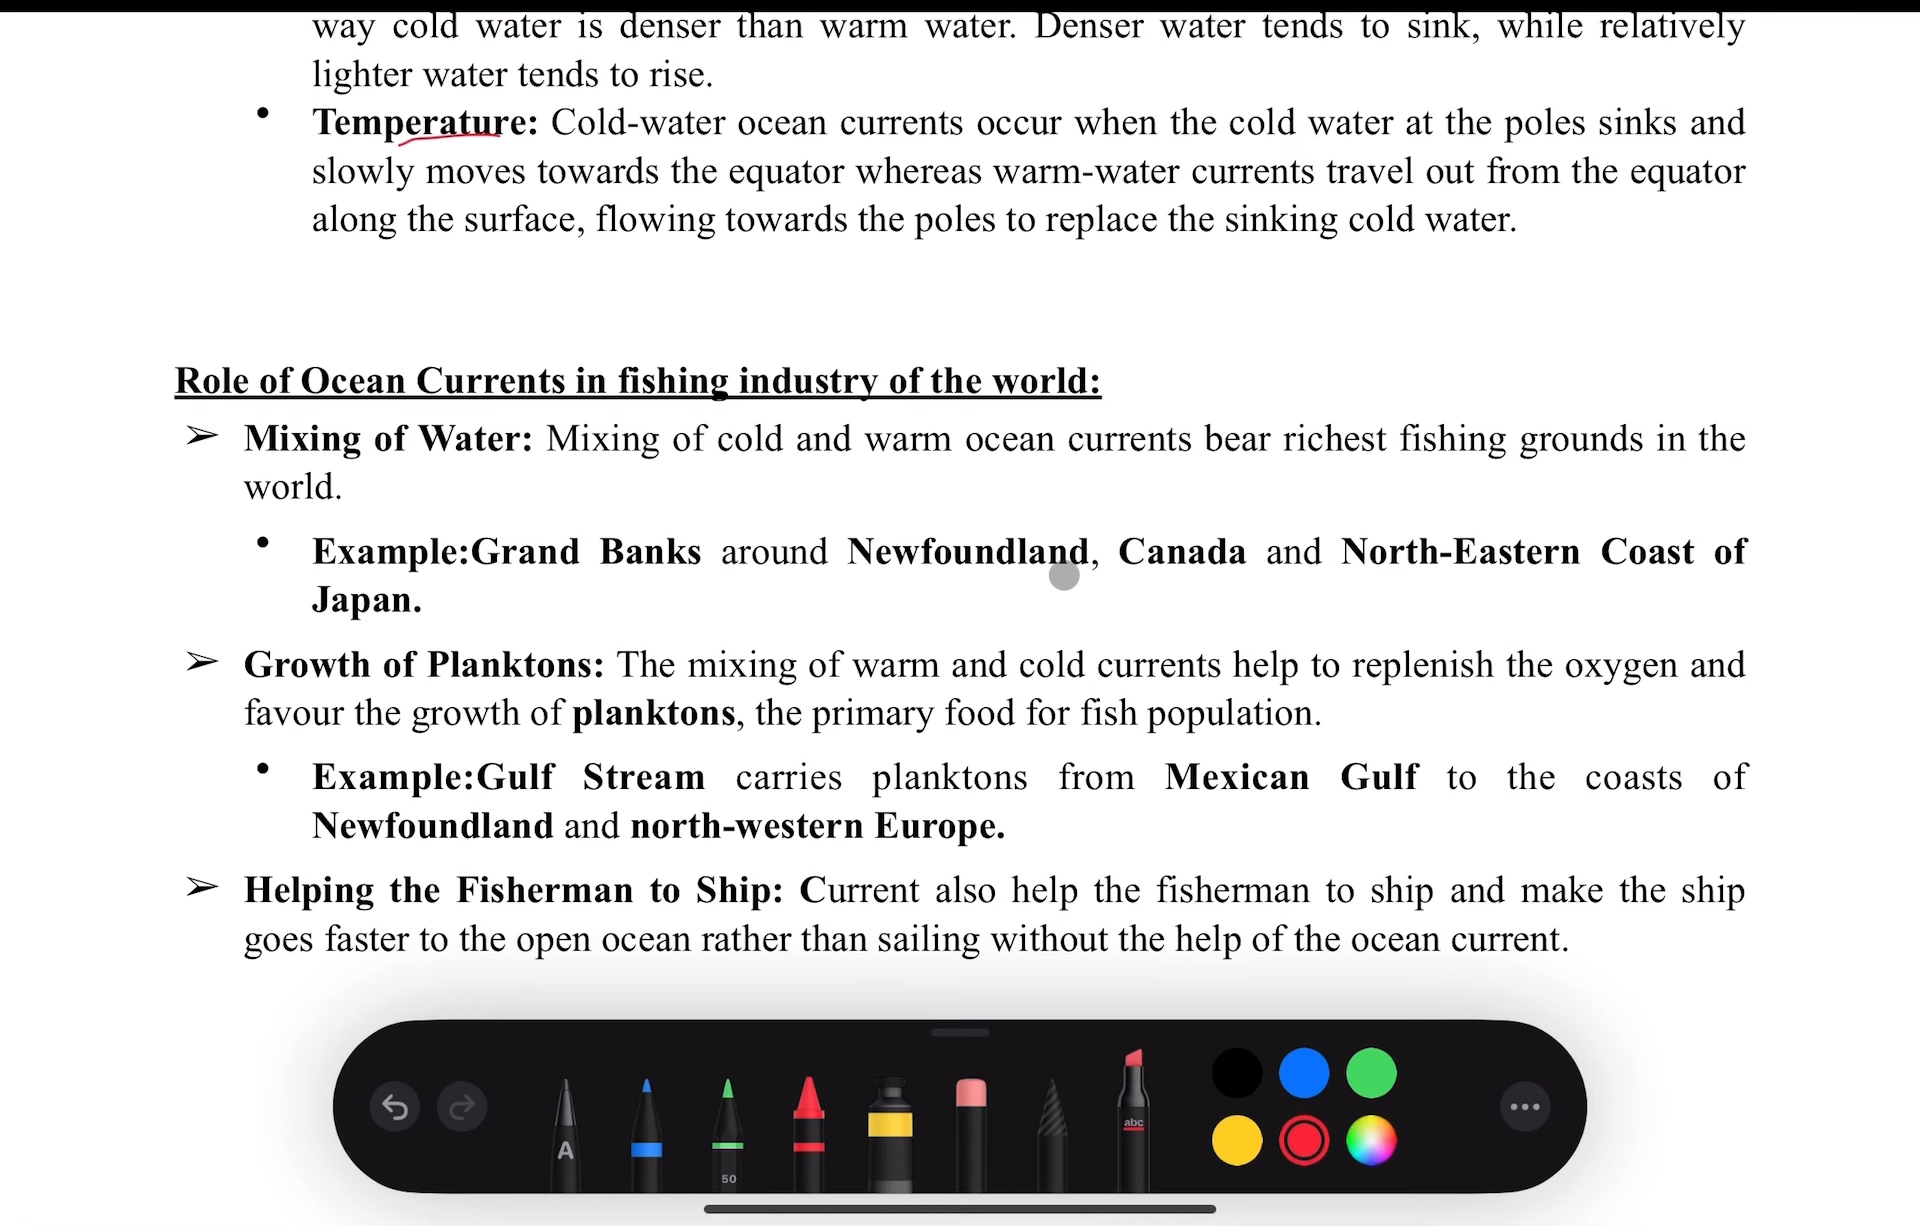 way cold water is denser than warm water. Denser water tends to sink, while relatively
lighter water tends to rise.
• Temperature: Cold-water ocean currents occur when the cold water at the poles sinks and
slowly moves towards the equator whereas warm-water currents travel out from the equator
along the surface, flowing towards the poles to replace the sinking cold water.
Role of Ocean Currents in fishing industry of the world:
➢ Mixing of Water: Mixing of cold and warm ocean currents bear richest fishing grounds in the
world.
• Example:Grand Banks around Newfoundland, Canada and North-Eastern Coast of
Japan.
➢ Growth of Planktons: The mixing of warm and cold currents help to replenish the oxygen and
favour the growth of planktons, the primary food for fish population.
• Example:Gulf Stream carries planktons from Mexican Gulf to the coasts of
Newfoundland and north-western Europe.
➢ Helping the Fisherman to Ship: Current also help the fisherman to ship and make the ship
goes faster to the open ocean rather than sailing without the help of the ocean current.
A
50
abc